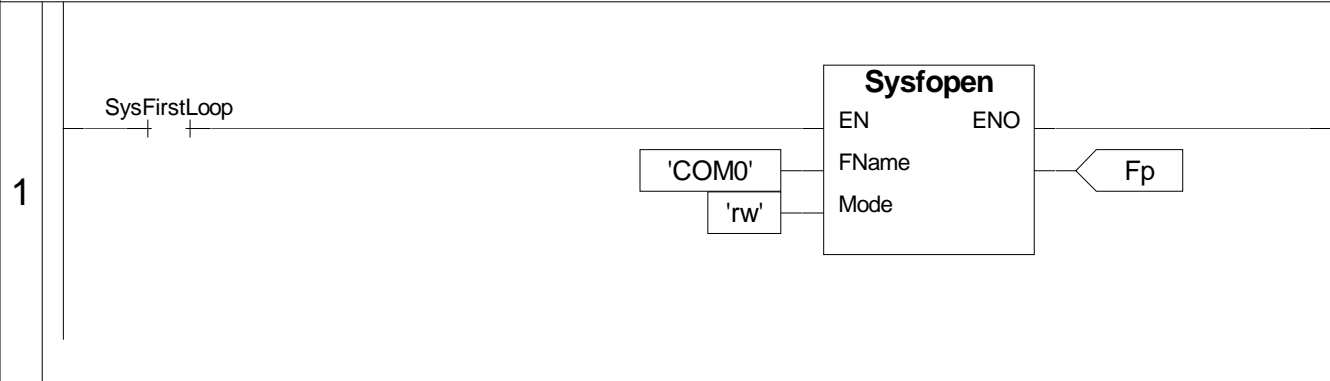 Sysfopen
SysFirstLoop
EN ENO
'COM0' FName Fp
1
'rw' Mode